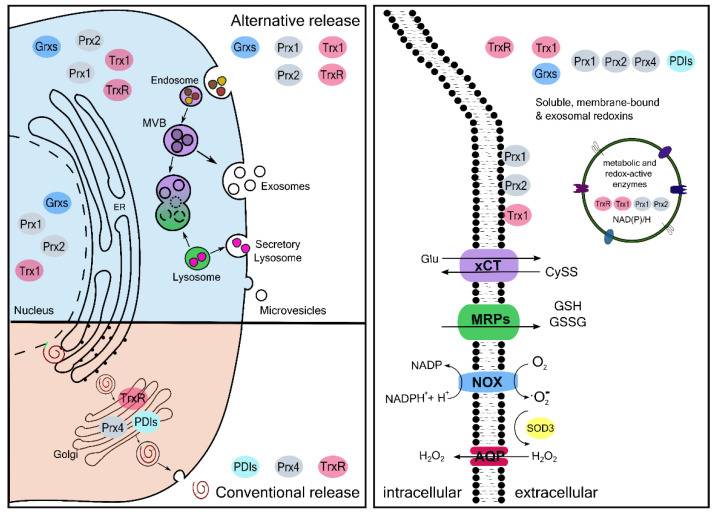 Alternative release
Grxs
Prx2
Trx1
Prx1
TrxR
Grxs
Prx1
Trx1
Prx2
TrxR
Endosome
MVB
Exosomes
ER
Secretory
Lysosome
Lysosome
Microvesicles
Grxs
Prx1
Prx2
Trx1
Nucleus
TrxR
Prx4
PDIs
Golgi
PDIs
Prx4
TrxR
Conventional release
TrxR
Trx1
Grxs
Prx1
Prx2
Prx4
PDIs
Soluble, membrane-bound
& exosomal redoxins
Prx1
Prx2
Trx1
metabolic and
redox-active
enzymes
TrxR
Trx1
Prx1
Prx2
NAD(P)/H
Glu
xCT
CySS
MRPs
GSH
GSSG
NADP
NOX
O₂
NADPH⁺+ H⁺
·O₂⁻
SOD3
H₂O₂
AQP
H₂O₂
intracellular
extracellular